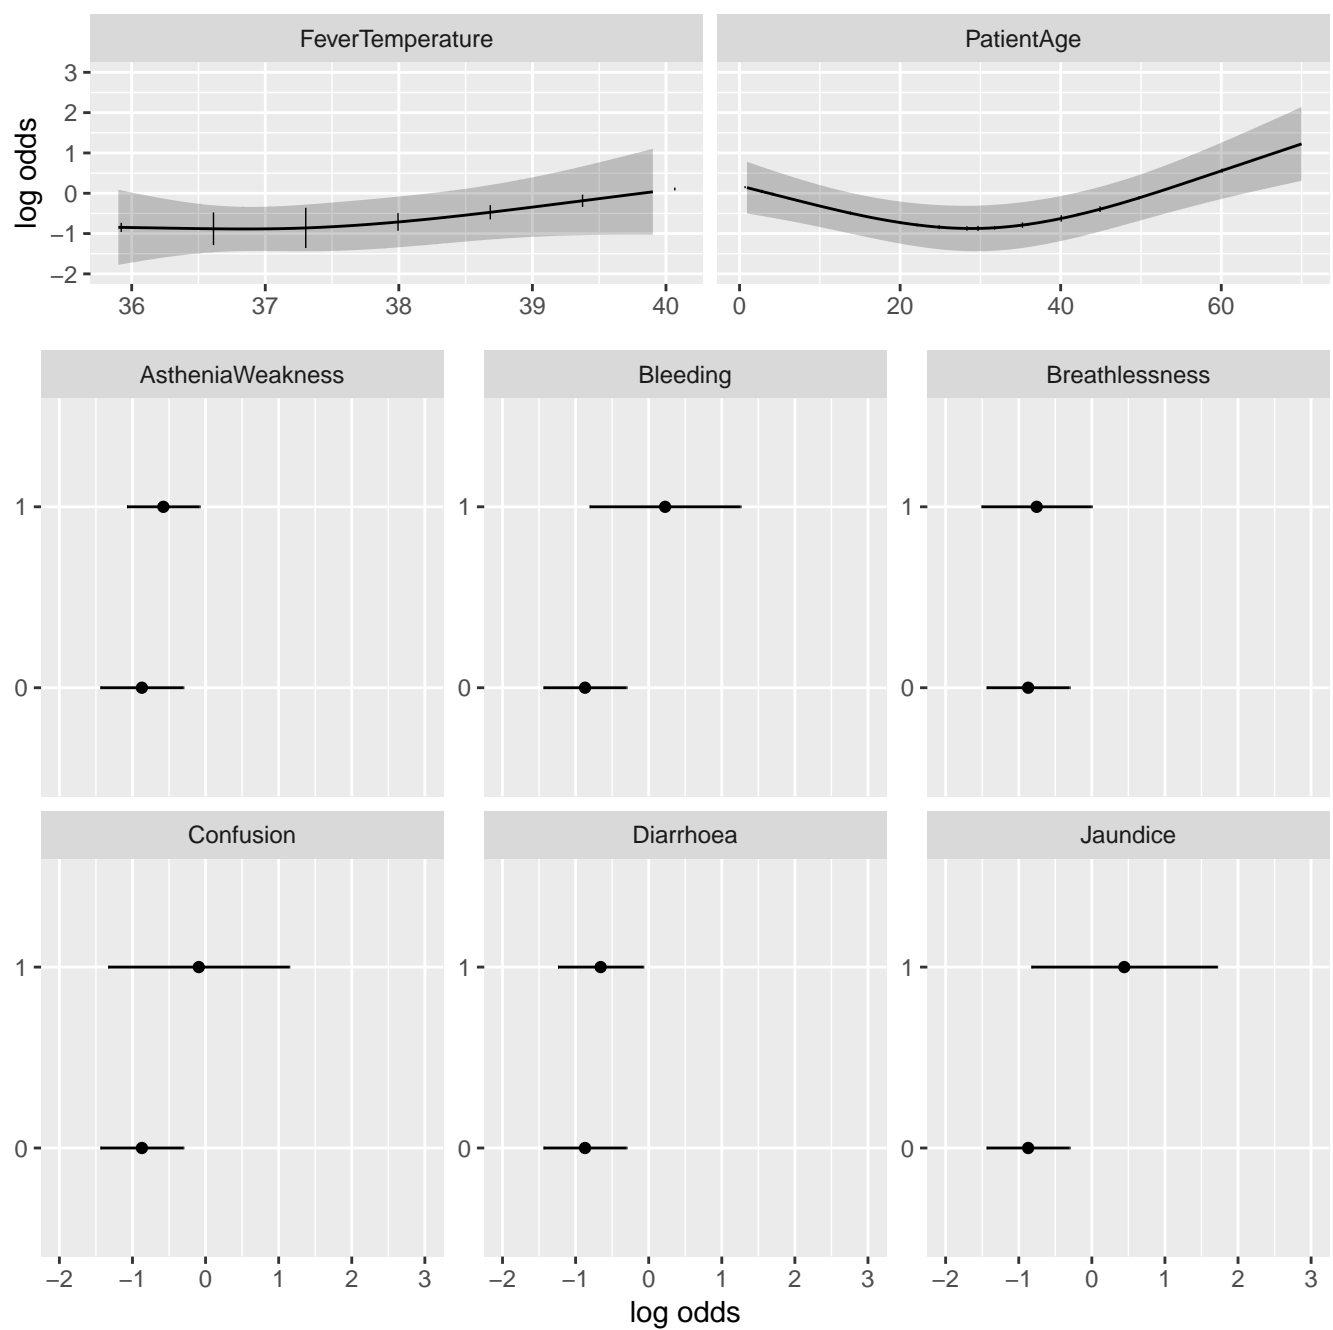 FeverTemperature PatientAge
log odds
3
2
1
0
−1
−2
36 37 38 39 40 0 20 40 60
AstheniaWeakness Bleeding Breathlessness
1 1 1
0 0 0
Confusion Diarrhoea Jaundice
1 1 1
0 0 0
−2 −1 0 1 2 3 −2 −1 0 1 2 3 −2 −1 0 1 2 3
log odds